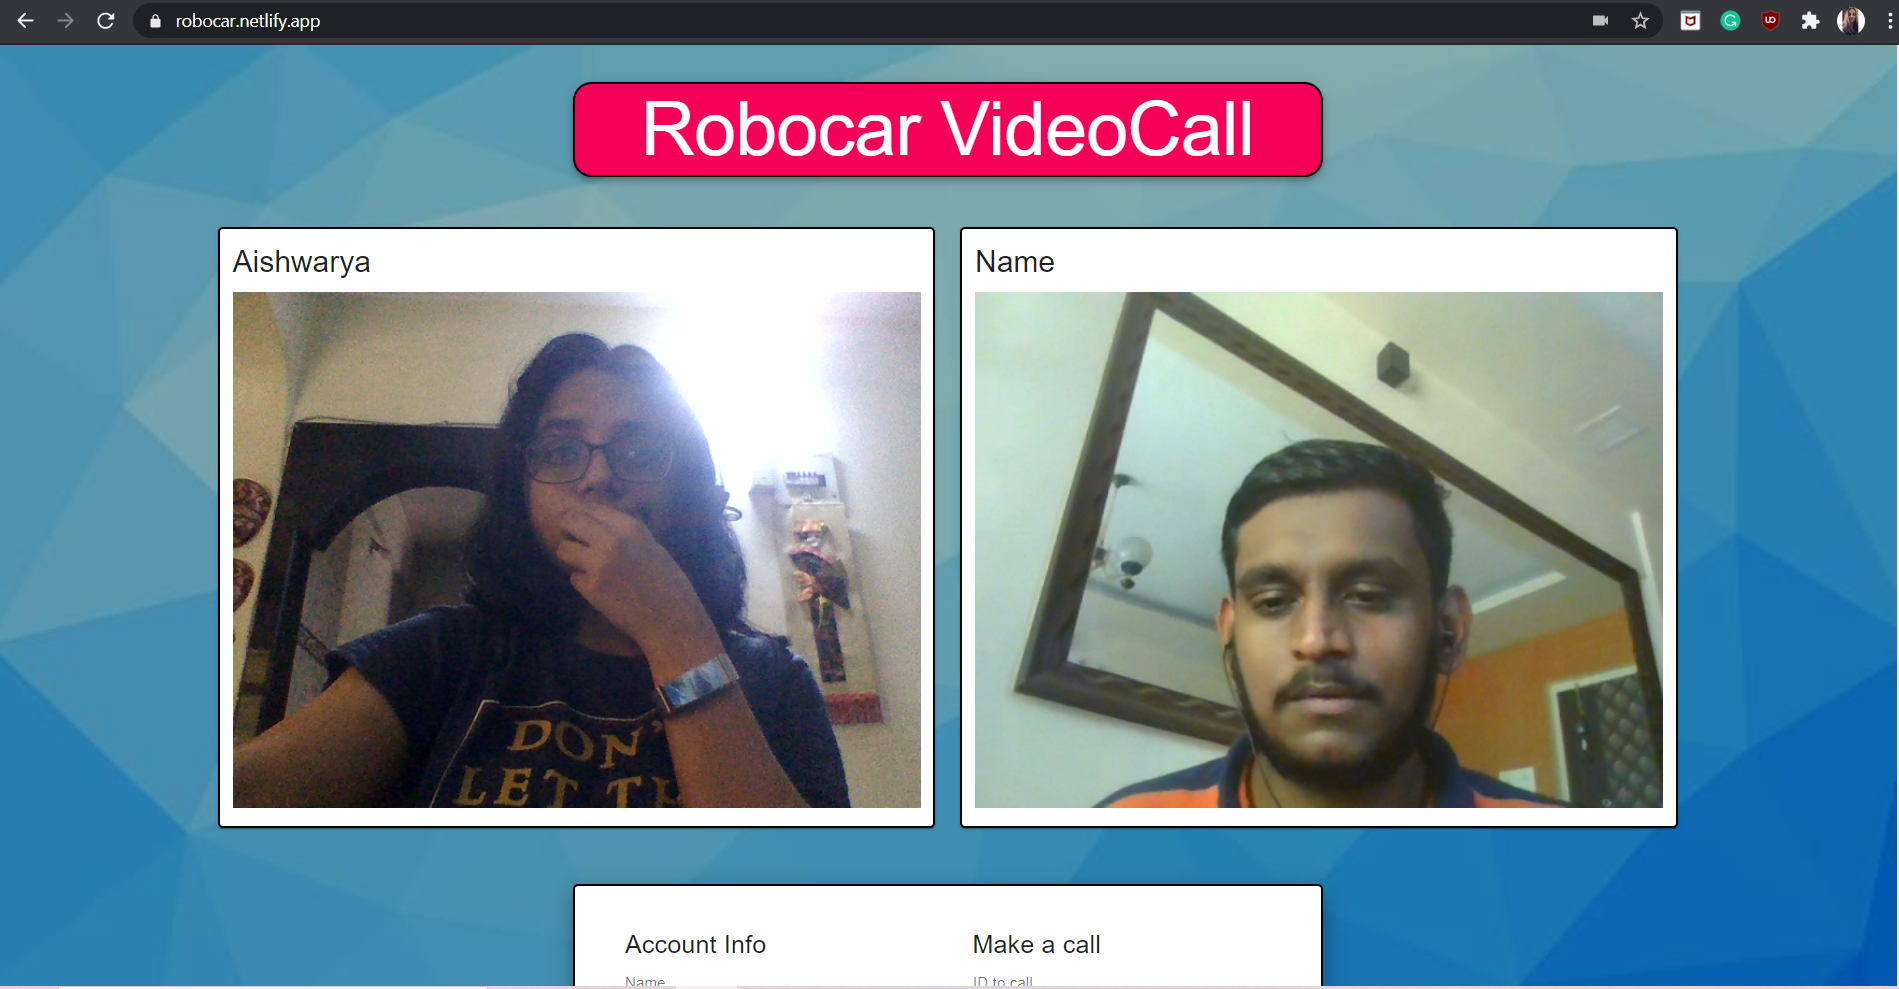 robocar.netlify.app
Robocar VideoCall
Aishwarya
Name
DON'
LET TH
Account Info
Make a call
Name
ID to call